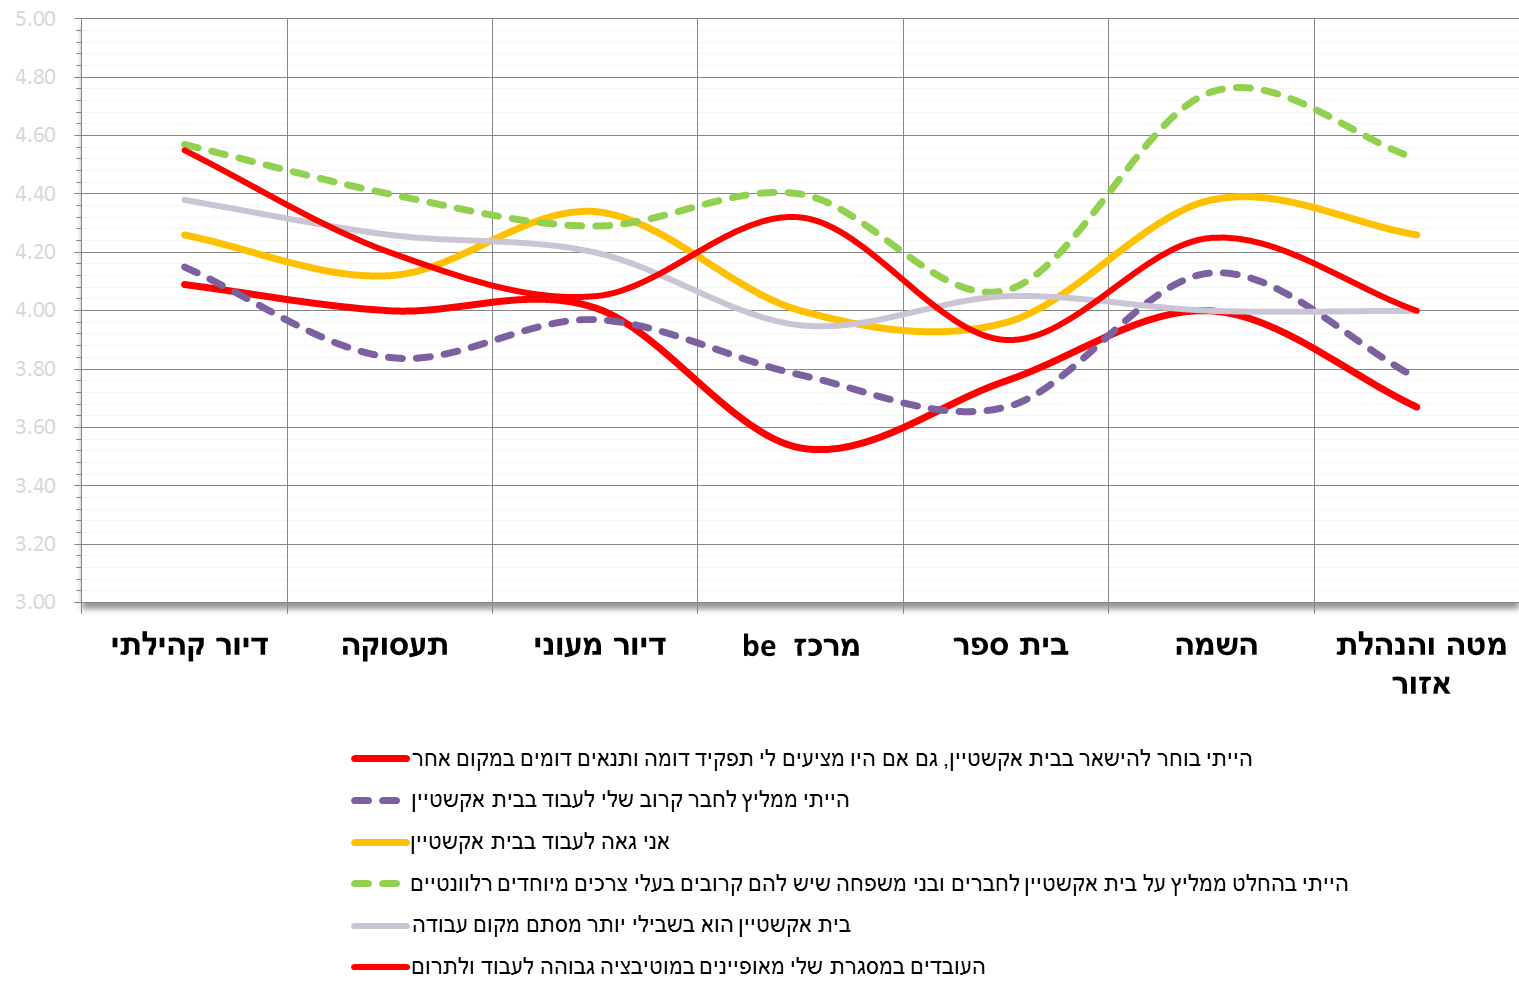 5.00
4.80
4.60
4.40
4.20
4.00
3.80
3.60
3.40
3.20
3.00
דיור קהילתי
תעסוקה
דיור מעוני
מרכז be
בית ספר
השמה
מטה והנהלת
אזור
הייתי בוחר להישאר בבית אקשטיין, גם אם היו מציעים לי תפקיד דומה ותנאים דומים במקום אחר
הייתי ממליץ לחבר קרוב שלי לעבוד בבית אקשטיין
אני גאה לעבוד בבית אקשטיין
הייתי בהחלט ממליץ על בית אקשטיין לחברים ובני משפחה שיש להם קרובים בעלי צרכים מיוחדים רלוונטיים
בית אקשטיין הוא בשבילי יותר מסתם מקום עבודה
העובדים במסגרת שלי מאופיינים במוטיבציה גבוהה לעבוד ולתרום